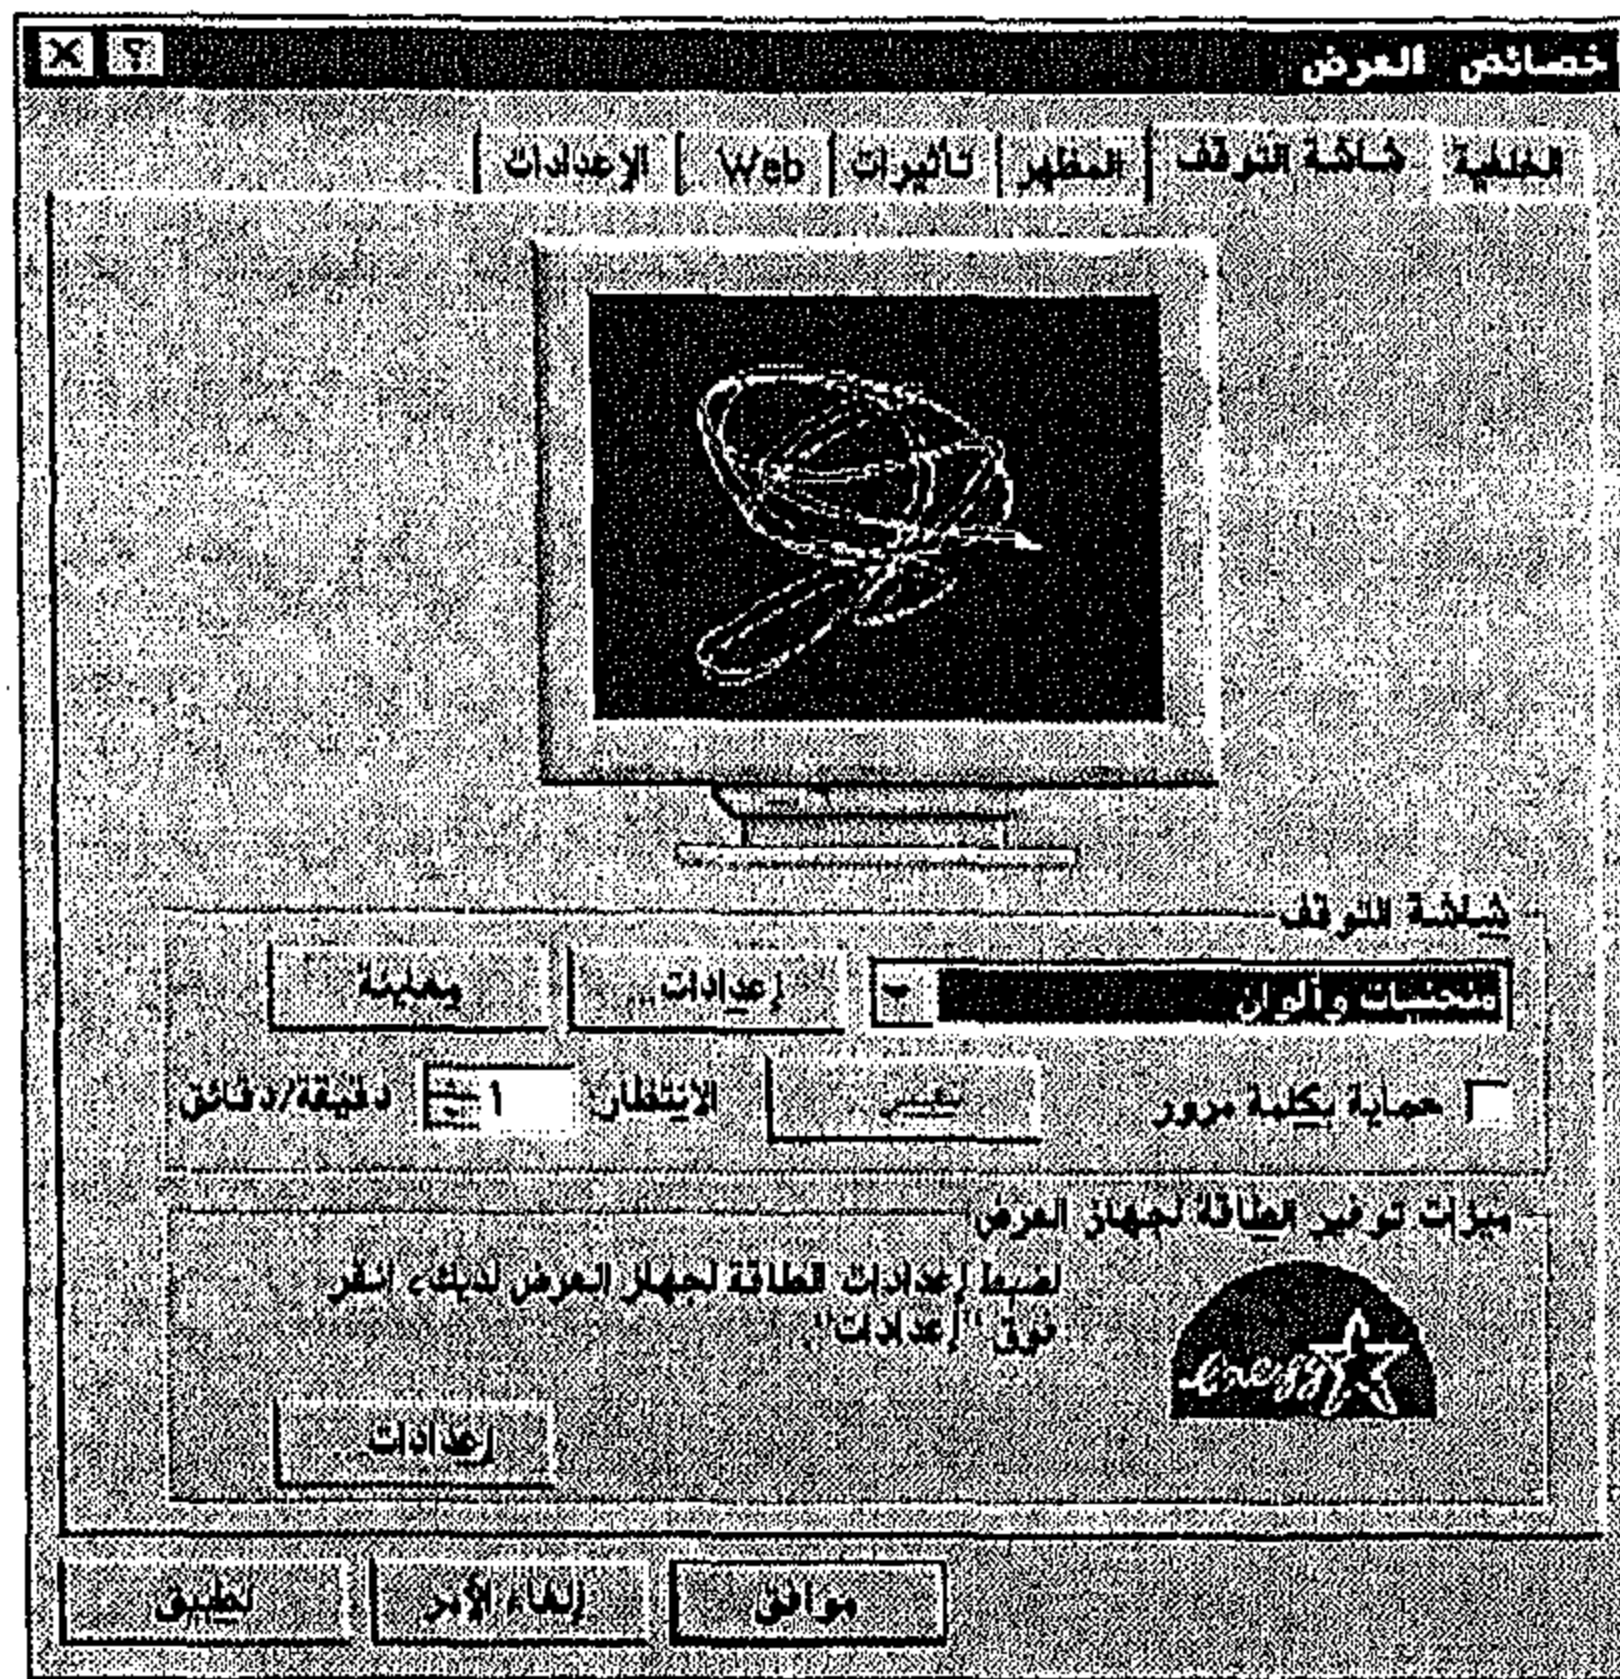 خصائص العرض
الخلفية شاشة التوقف المظهر تأثيرات Web الإعدادات
شاشة التوقف
منحنيات وألوان إعدادات... معاينة
حماية بكلمة مرور تغيير... الانتظار 1 دقيقة/دقائق
ميزات توفير الطاقة لجهاز العرض
لضبط إعدادات الطاقة لجهاز العرض لديك، انقر
فوق "إعدادات".
energy
إعدادات...
موافق إلغاء الأمر تطبيق